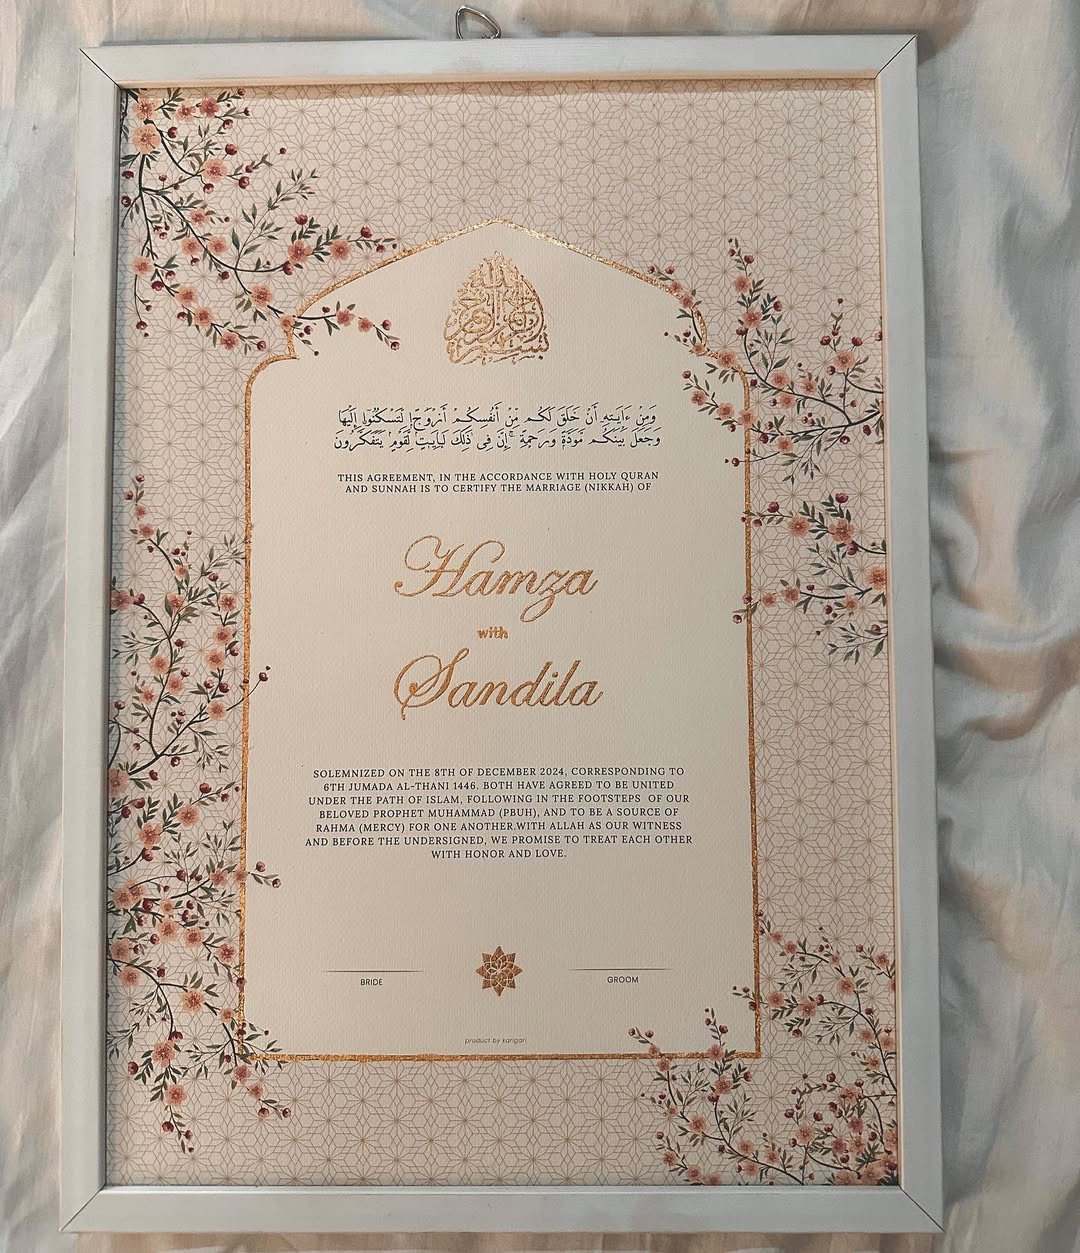 بسم الله الرحمن الرحيم
وَمِنْ ءَايَـٰتِهِۦٓ أَنْ خَلَقَ لَكُم مِّنْ أَنفُسِكُمْ أَزْوَٰجًا لِّتَسْكُنُوٓا۟ إِلَيْهَا
وَجَعَلَ بَيْنَكُم مَّوَدَّةً وَرَحْمَةً ۚ إِنَّ فِى ذَٰلِكَ لَـَٔايَـٰتٍ لِّقَوْمٍ يَتَفَكَّرُونَ
THIS AGREEMENT, IN THE ACCORDANCE WITH HOLY QURAN
AND SUNNAH IS TO CERTIFY THE MARRIAGE (NIKKAH) OF
Hamza
with
Sandila
SOLEMNIZED ON THE 8TH OF DECEMBER 2024, CORRESPONDING TO
6TH JUMADA AL-THANI 1446. BOTH HAVE AGREED TO BE UNITED
UNDER THE PATH OF ISLAM, FOLLOWING IN THE FOOTSTEPS OF OUR
BELOVED PROPHET MUHAMMAD (PBUH), AND TO BE A SOURCE OF
RAHMA (MERCY) FOR ONE ANOTHER.WITH ALLAH AS OUR WITNESS
AND BEFORE THE UNDERSIGNED, WE PROMISE TO TREAT EACH OTHER
WITH HONOR AND LOVE.
BRIDE
GROOM
product by karigari